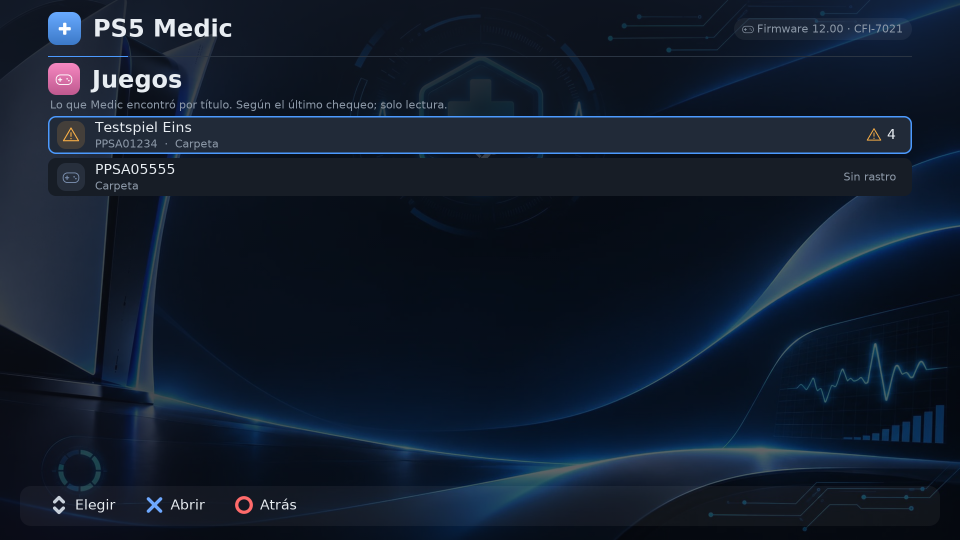 PS5 Medic
Firmware 12.00 · CFI-7021
Juegos
Lo que Medic encontró por título. Según el último chequeo; solo lectura.
Testspiel Eins
PPSA01234 · Carpeta
4
PPSA05555
Carpeta
Sin rastro
Elegir
Abrir
Atrás